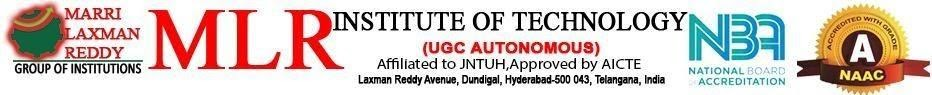 MARRI
LAXMAN
REDDY
GROUP OF INSTITUTIONS
MLR
INSTITUTE OF TECHNOLOGY
(UGC AUTONOMOUS)
Affiliated to JNTUH,Approved by AICTE
Laxman Reddy Avenue, Dundigal, Hyderabad-500 043, Telangana, India
NBA
NATIONAL BOARD
of ACCREDITATION
ACCREDITED WITH GRADE
A
NAAC